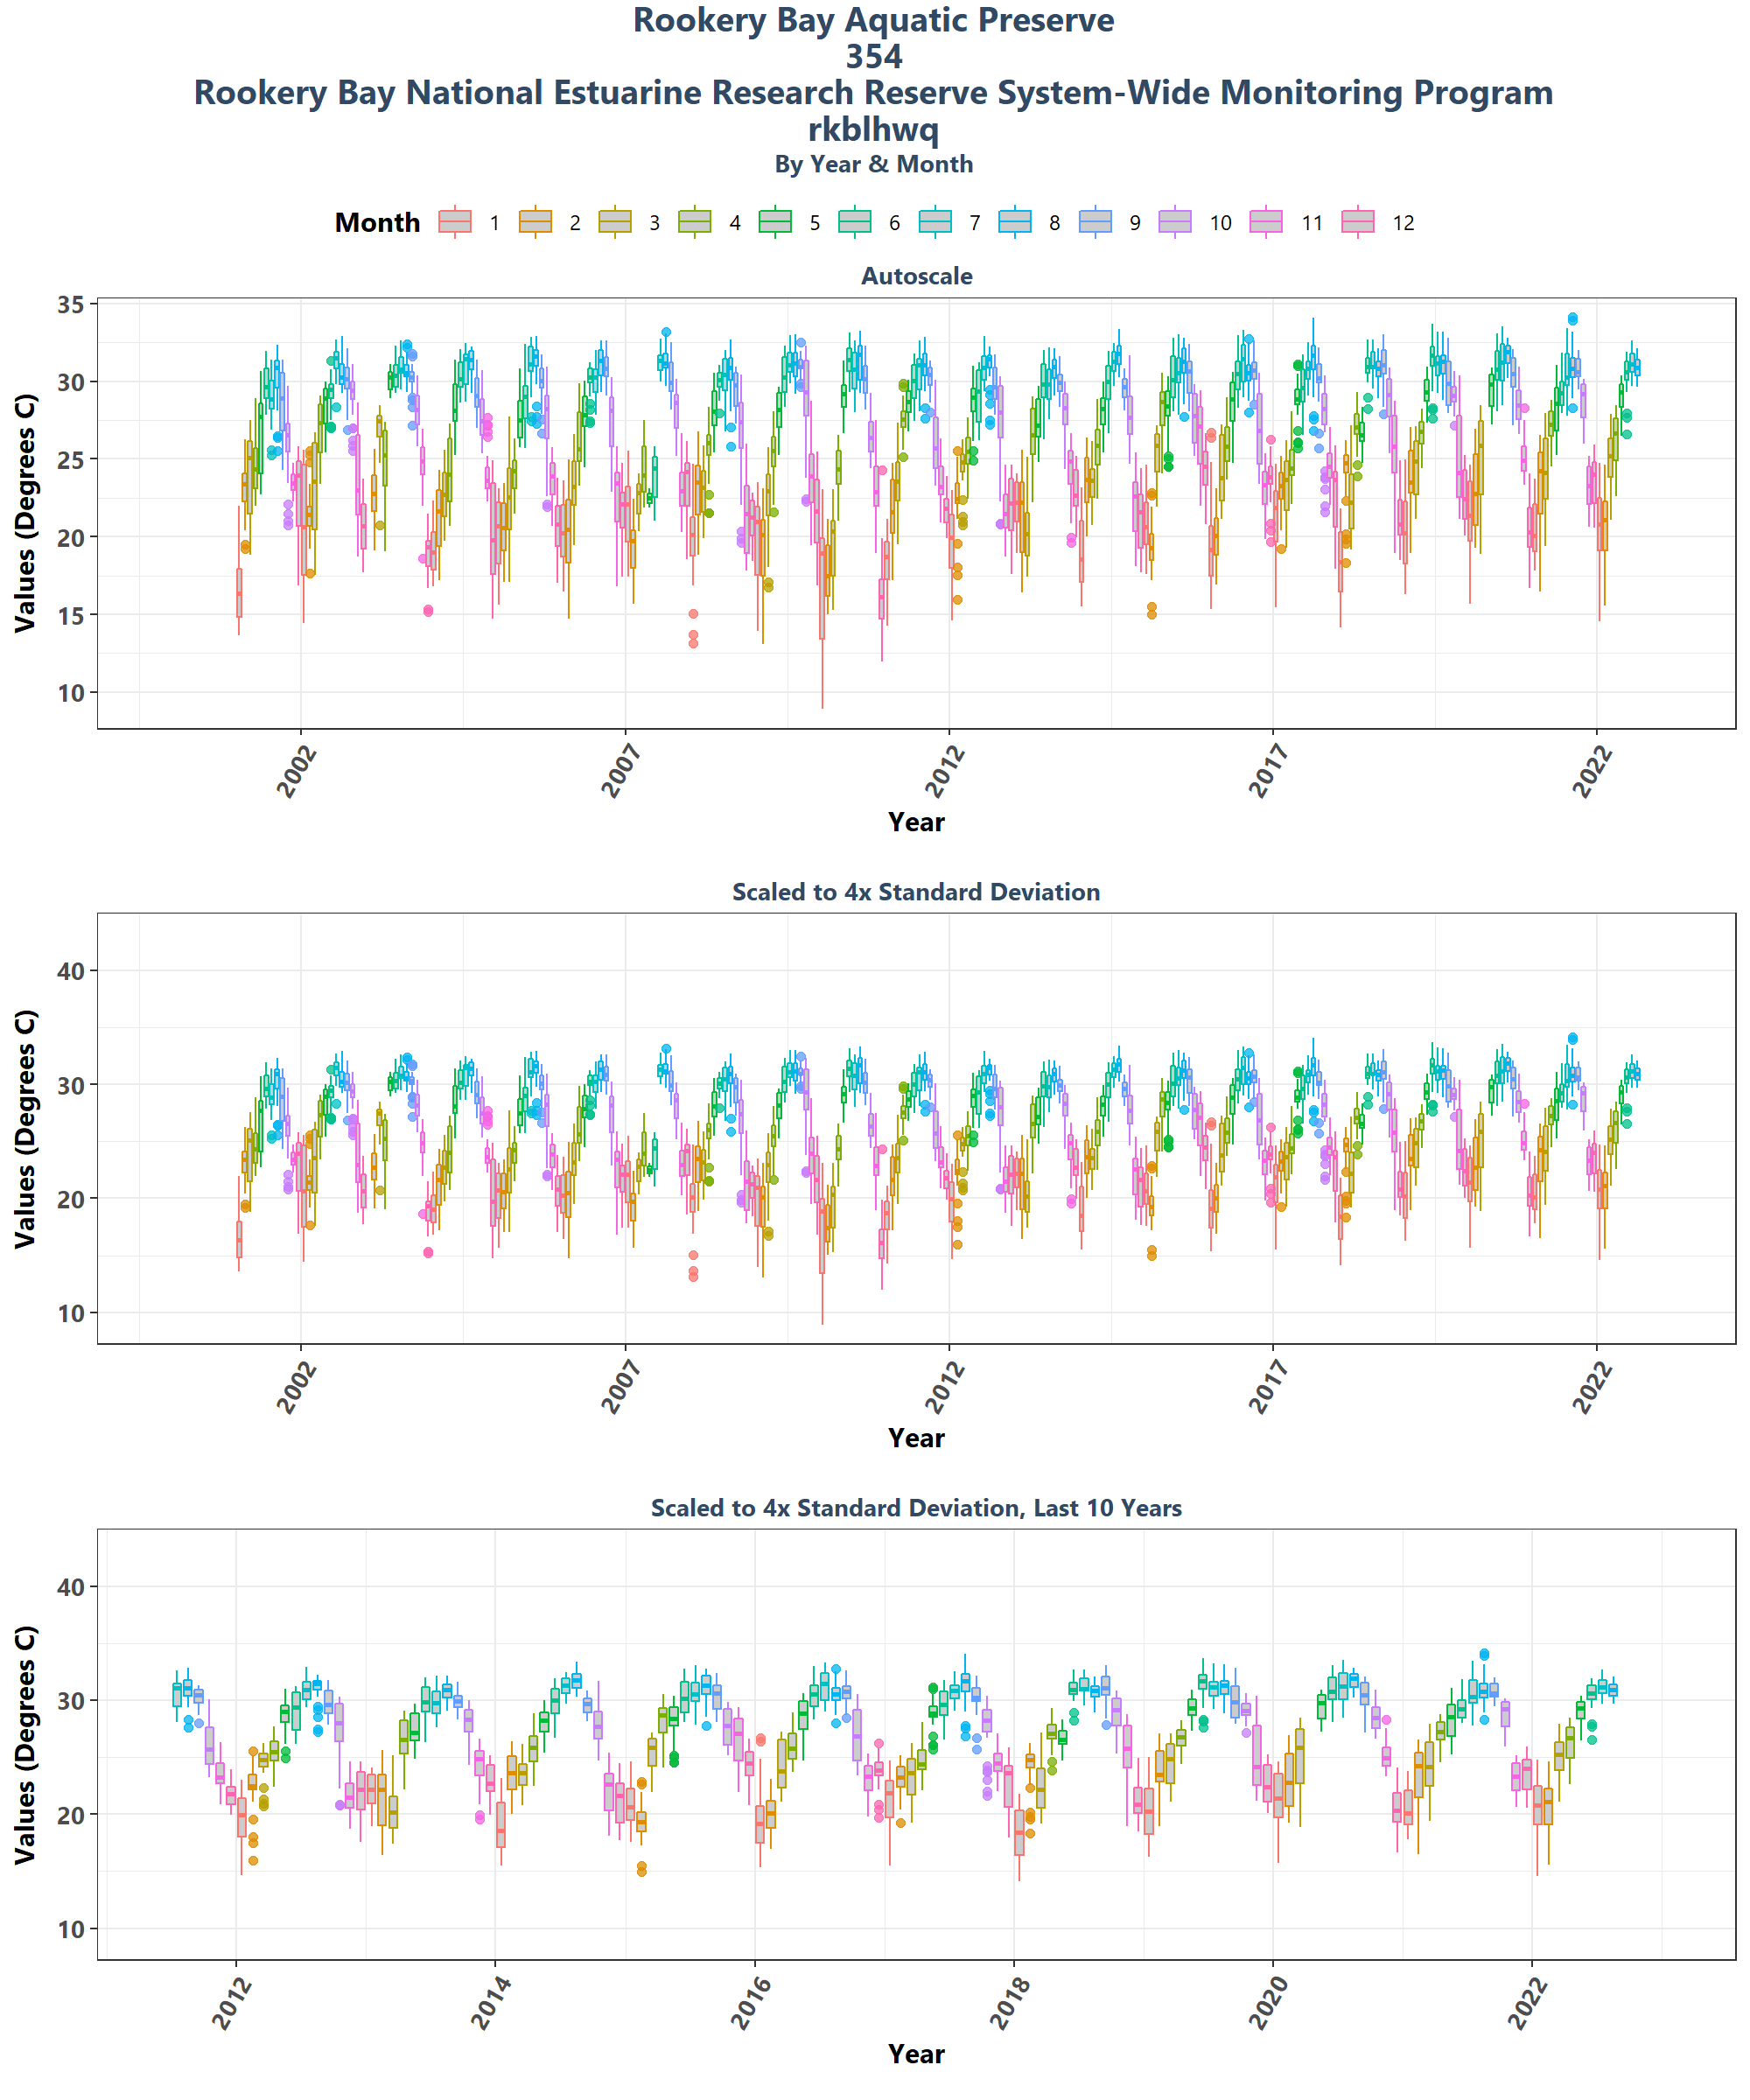 Rookery Bay Aquatic Preserve
354
Rookery Bay National Estuarine Research Reserve System-Wide Monitoring Program
rkblhwq
By Year & Month
Month 1 2 3 4 5 6 7 8 9 10 11 12
Autoscale
Values (Degrees C)
35
30
25
20
15
10
2002 2007 2012 2017 2022
Year
Scaled to 4x Standard Deviation
Values (Degrees C)
40
30
20
10
2002 2007 2012 2017 2022
Year
Scaled to 4x Standard Deviation, Last 10 Years
Values (Degrees C)
40
30
20
10
2012 2014 2016 2018 2020 2022
Year